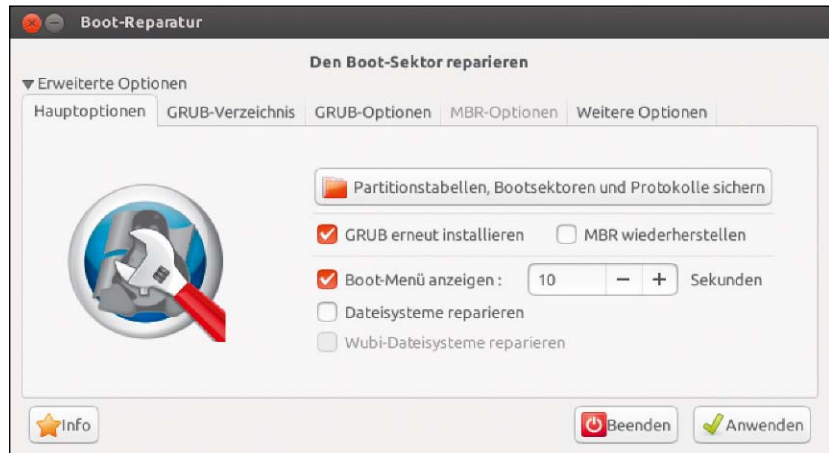 Boot-Reparatur
Den Boot-Sektor reparieren
Erweiterte Optionen
Hauptoptionen GRUB-Verzeichnis GRUB-Optionen MBR-Optionen Weitere Optionen
Partitionstabellen, Bootsektoren und Protokolle sichern
GRUB erneut installieren MBR wiederherstellen
Boot-Menü anzeigen : 10 − + Sekunden
Dateisysteme reparieren
Wubi-Dateisysteme reparieren
Info Beenden Anwenden